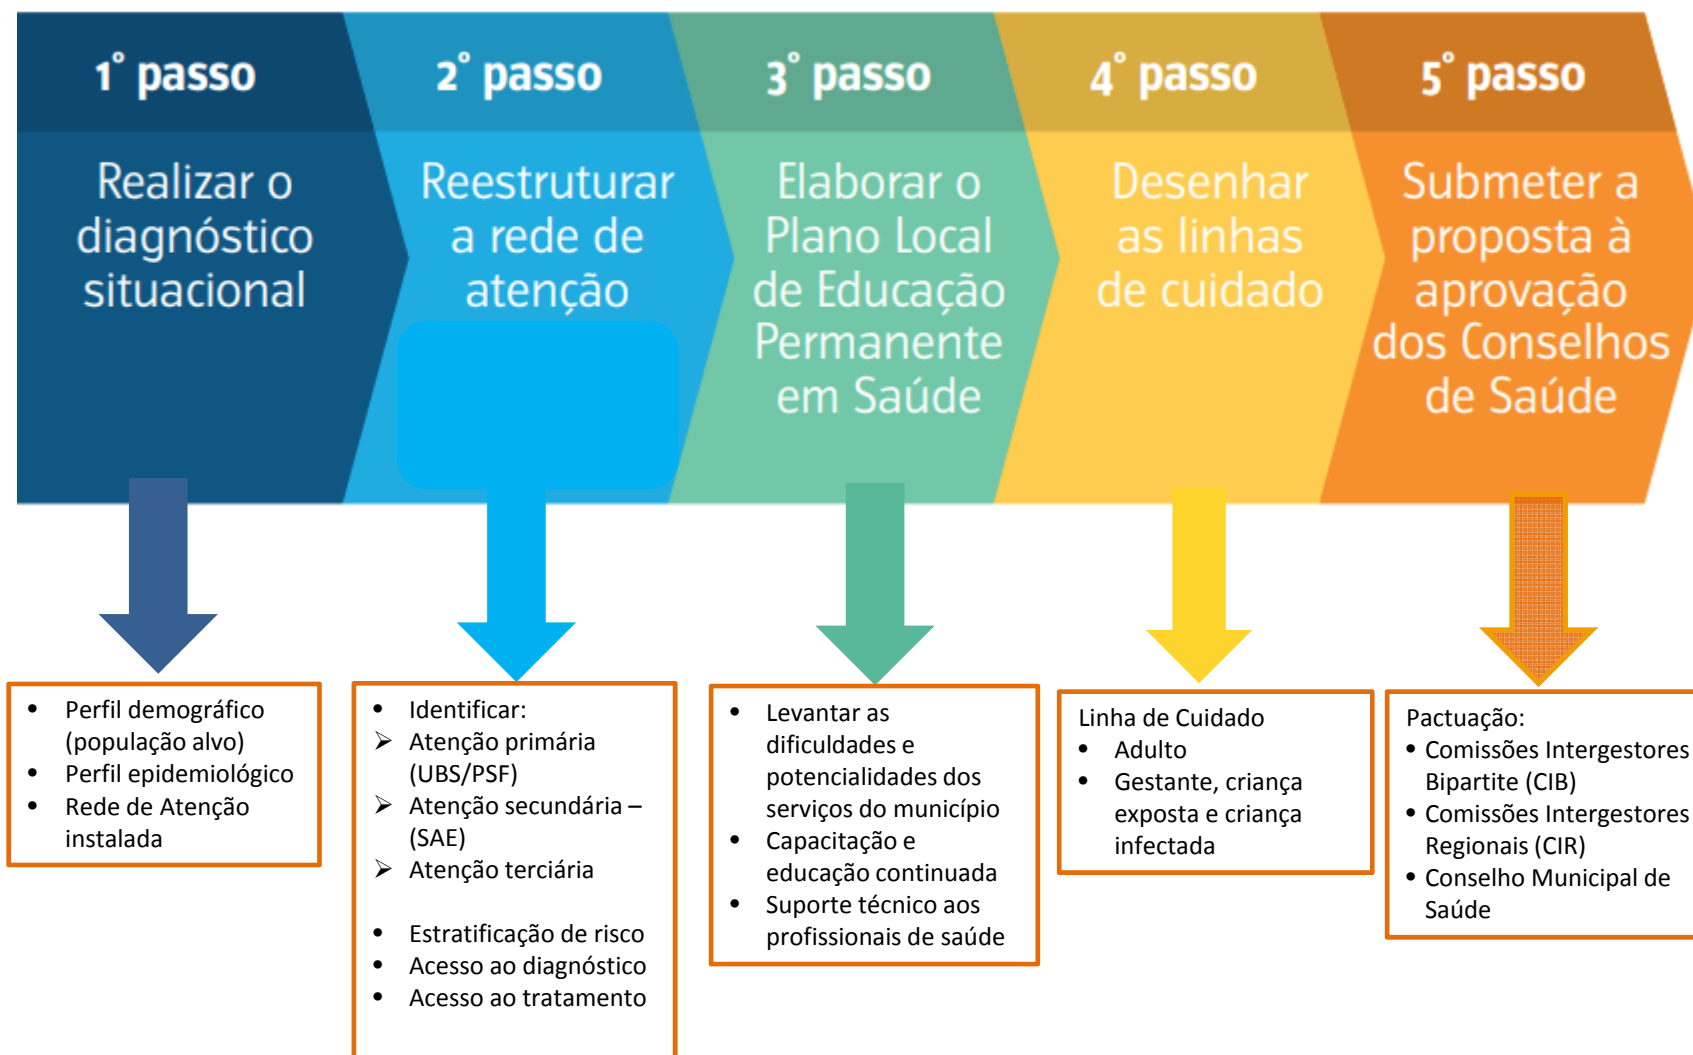 1° passo
Realizar o
diagnóstico
situacional
2° passo
Reestruturar
a rede de
atenção
3° passo
Elaborar o
Plano Local
de Educação
Permanente
em Saúde
4° passo
Desenhar
as linhas
de cuidado
5° passo
Submeter a
proposta à
aprovação
dos Conselhos
de Saúde
• Perfil demográfico
(população alvo)
• Perfil epidemiológico
• Rede de Atenção
instalada
• Identificar:
➢ Atenção primária
(UBS/PSF)
➢ Atenção secundária –
(SAE)
➢ Atenção terciária
• Estratificação de risco
• Acesso ao diagnóstico
• Acesso ao tratamento
• Levantar as
dificuldades e
potencialidades dos
serviços do município
• Capacitação e
educação continuada
• Suporte técnico aos
profissionais de saúde
Linha de Cuidado
• Adulto
• Gestante, criança
exposta e criança
infectada
Pactuação:
• Comissões Intergestores
Bipartite (CIB)
• Comissões Intergestores
Regionais (CIR)
• Conselho Municipal de
Saúde